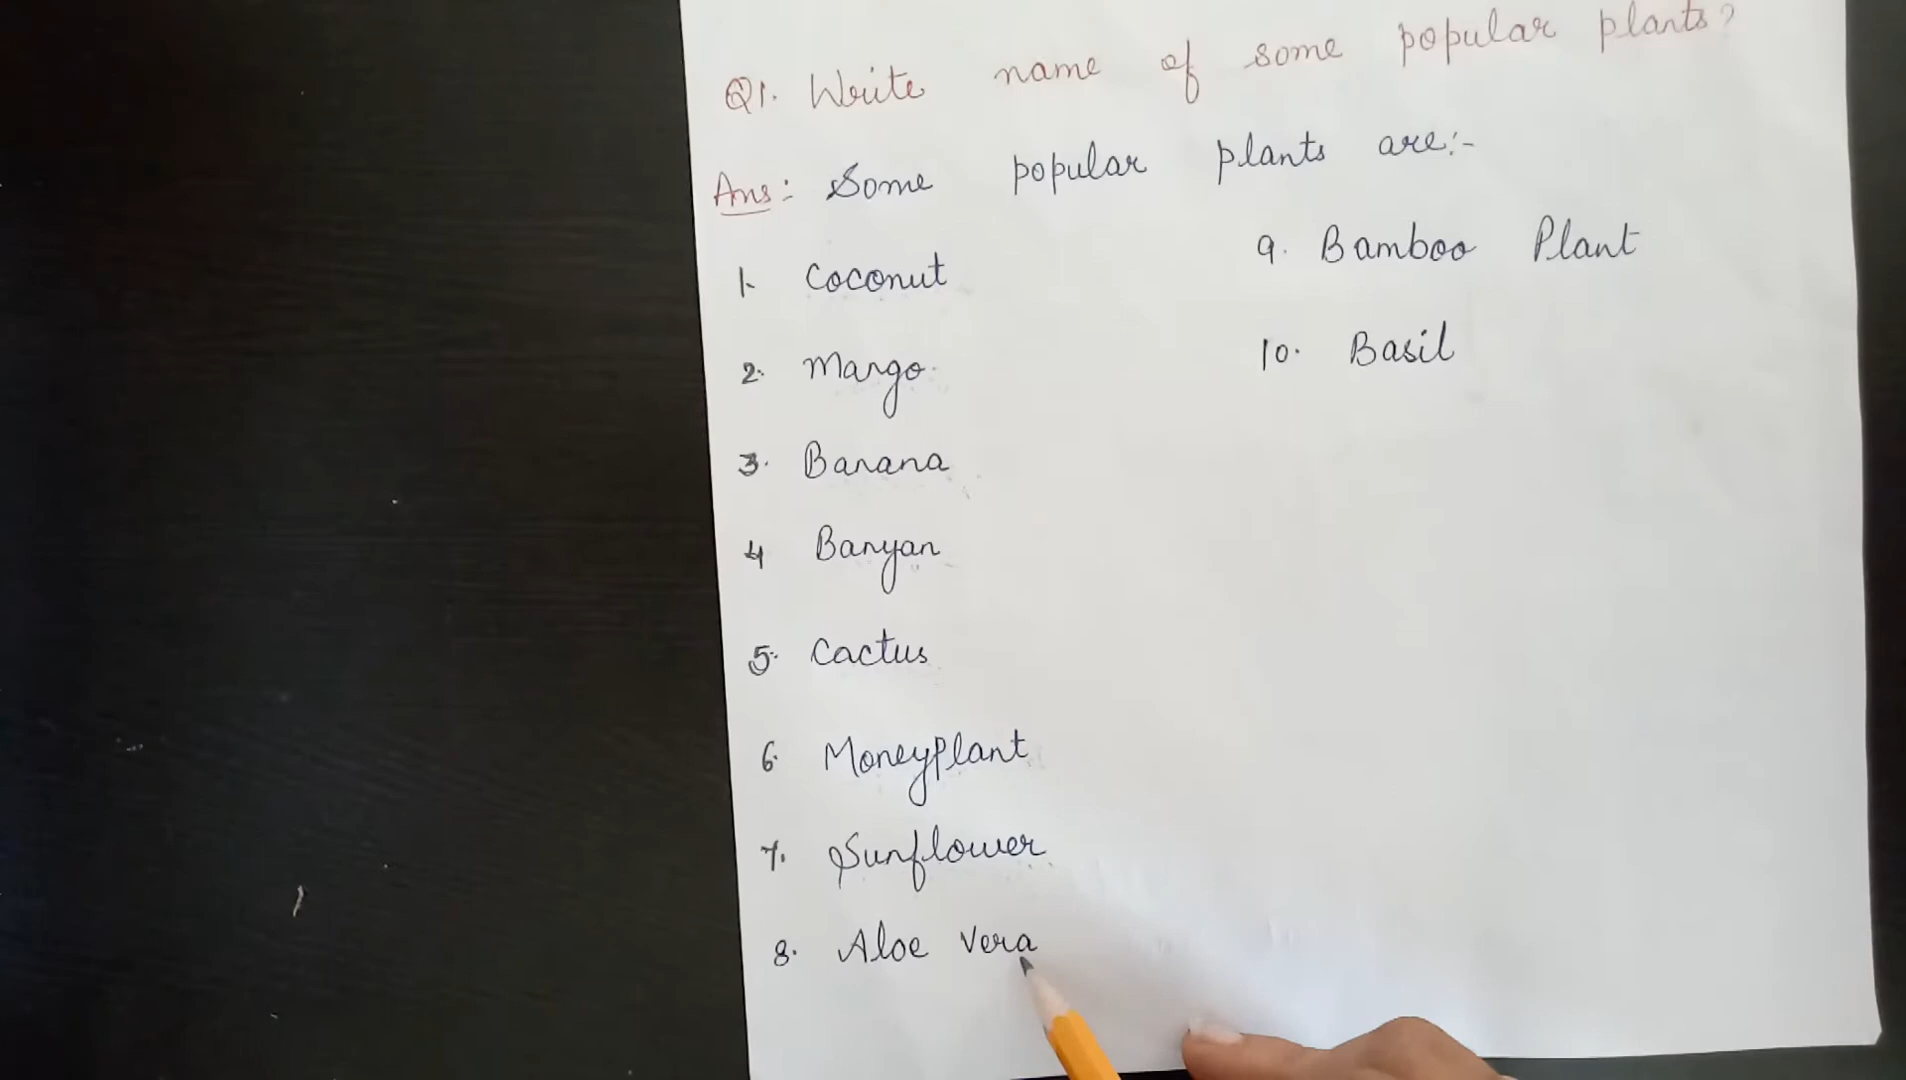 Q1. Write name of some popular plants?
Ans: Some popular plants are:-
1. Coconut
2. Mango
3. Banana
4 Banyan
5. Cactus
6. MoneyPlant
7. Sunflower
8. Aloe Vera
9. Bamboo Plant
10. Basil